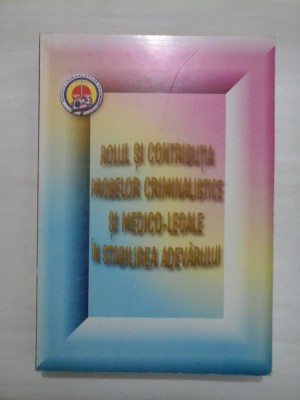 ROLUL ȘI CONTRIBUȚIA
PROBELOR CRIMINALISTICE
ȘI MEDICO-LEGALE
ÎN STABILIREA ADEVĂRULUI